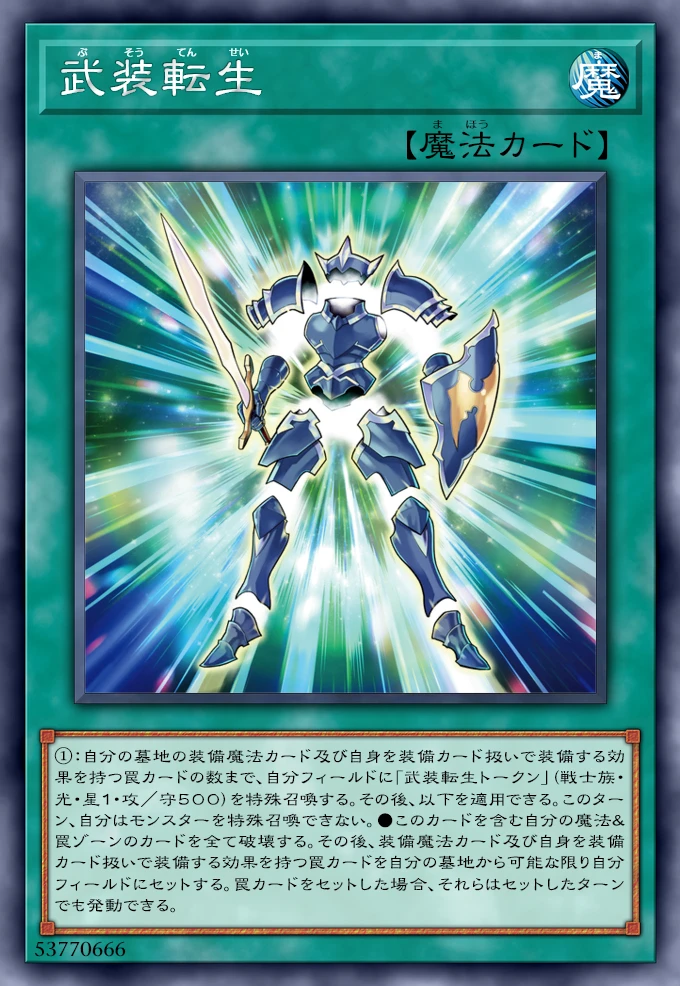 ぶ そう てん せい
武装転生
ま
魔
ま ほう
【魔法カード】
①：自分の墓地の装備魔法カード及び自身を装備カード扱いで装備する効
果を持つ罠カードの数まで、自分フィールドに「武装転生トークン」（戦士族・
光・星1・攻／守500）を特殊召喚する。その後、以下を適用できる。このター
ン、自分はモンスターを特殊召喚できない。●このカードを含む自分の魔法&
罠ゾーンのカードを全て破壊する。その後、装備魔法カード及び自身を装備
カード扱いで装備する効果を持つ罠カードを自分の墓地から可能な限り自分
フィールドにセットする。罠カードをセットした場合、それらはセットしたターン
でも発動できる。
53770666